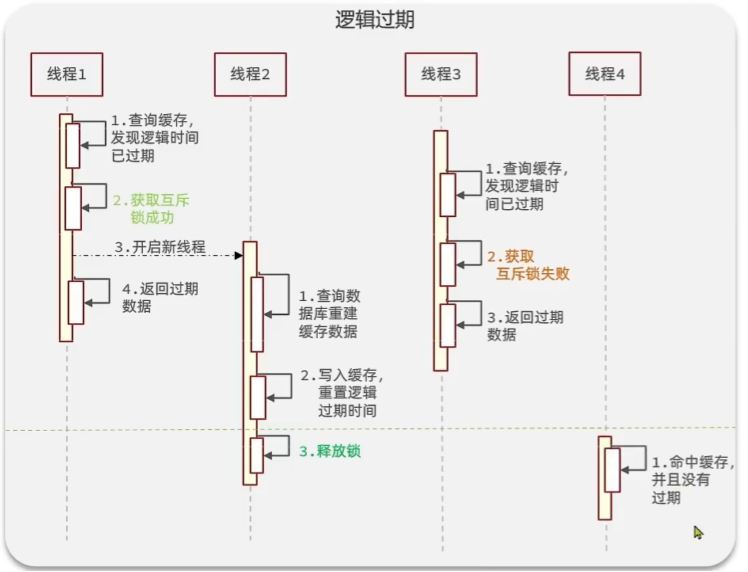 逻辑过期
线程1
线程2
线程3
线程4
1.查询缓存，
发现逻辑时间
已过期
2.获取互斥
锁成功
3.开启新线程
4.返回过期
数据
1.查询数
据库重建
缓存数据
2.写入缓存，
重置逻辑
过期时间
3.释放锁
1.查询缓存，
发现逻辑时
间已过期
2.获取
互斥锁失败
3.返回过期
数据
1.命中缓存，
并且没有
过期